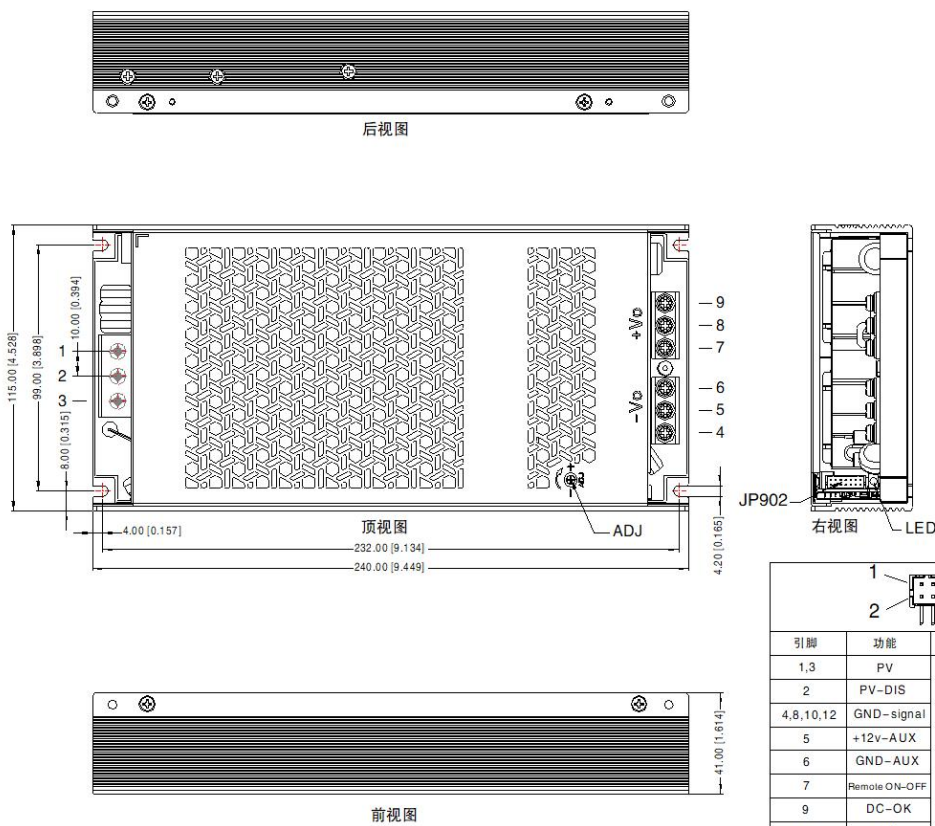 后视图
115.00 [4.528]
99.00 [3.898]
10.00 [0.394]
8.00 [0.315]
1
2
3
+Vo
-Vo
9
8
7
6
5
4
+
ADJ
-
4.00 [0.157]
顶视图
ADJ
232.00 [9.134]
240.00 [9.449]
4.20 [0.165]
JP902
右视图
LED
前视图
41.00 [1.614]
1
2
引脚 功能
1,3 PV
2 PV-DIS
4,8,10,12 GND-signal
5 +12v-AUX
6 GND-AUX
7 Remote ON-OFF
9 DC-OK